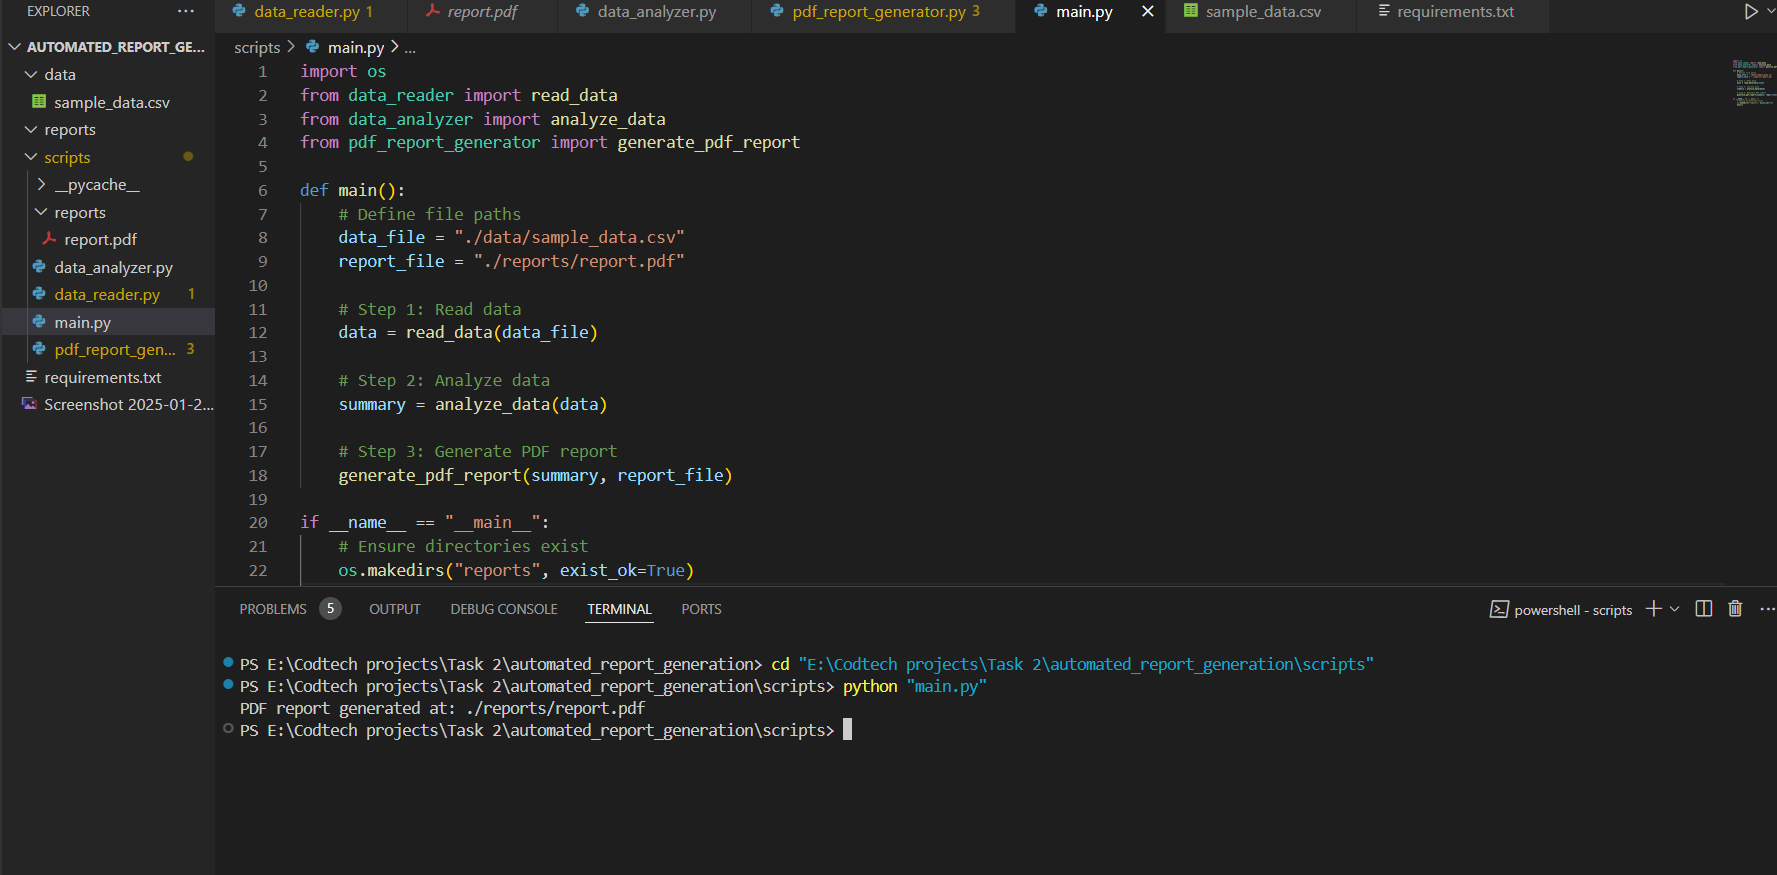 EXPLORER
AUTOMATED_REPORT_GE...
data
sample_data.csv
reports
scripts
__pycache__
reports
report.pdf
data_analyzer.py
data_reader.py 1
main.py
pdf_report_gen... 3
requirements.txt
Screenshot 2025-01-2...
data_reader.py 1 report.pdf data_analyzer.py pdf_report_generator.py 3 main.py sample_data.csv requirements.txt
scripts > main.py > ...
1 import os
2 from data_reader import read_data
3 from data_analyzer import analyze_data
4 from pdf_report_generator import generate_pdf_report
5
6 def main():
7     # Define file paths
8     data_file = "./data/sample_data.csv"
9     report_file = "./reports/report.pdf"
10
11     # Step 1: Read data
12     data = read_data(data_file)
13
14     # Step 2: Analyze data
15     summary = analyze_data(data)
16
17     # Step 3: Generate PDF report
18     generate_pdf_report(summary, report_file)
19
20 if __name__ == "__main__":
21     # Ensure directories exist
22     os.makedirs("reports", exist_ok=True)
PROBLEMS 5 OUTPUT DEBUG CONSOLE TERMINAL PORTS powershell - scripts
PS E:\Codtech projects\Task 2\automated_report_generation> cd "E:\Codtech projects\Task 2\automated_report_generation\scripts"
PS E:\Codtech projects\Task 2\automated_report_generation\scripts> python "main.py"
PDF report generated at: ./reports/report.pdf
PS E:\Codtech projects\Task 2\automated_report_generation\scripts>